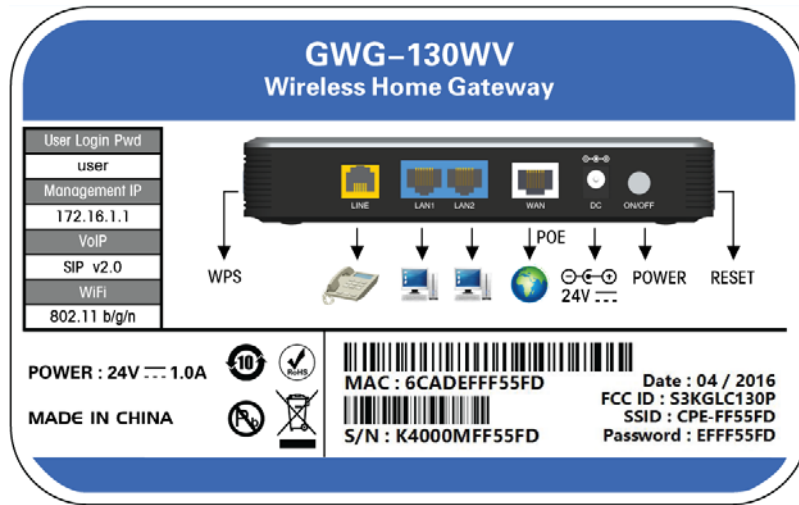 GWG-130WV
Wireless Home Gateway
User Login Pwd
user
Management IP
172.16.1.1
VoIP
SIP v2.0
WiFi
802.11 b/g/n
LINE
LAN1
LAN2
WAN
DC
ON/OFF
WPS
POE
24V
POWER
RESET
POWER : 24V 1.0A
MADE IN CHINA
10
RoHS
Pb
MAC : 6CADEFFF55FD
S/N : K4000MFF55FD
Date : 04 / 2016
FCC ID : S3KGLC130P
SSID : CPE-FF55FD
Password : EFFF55FD